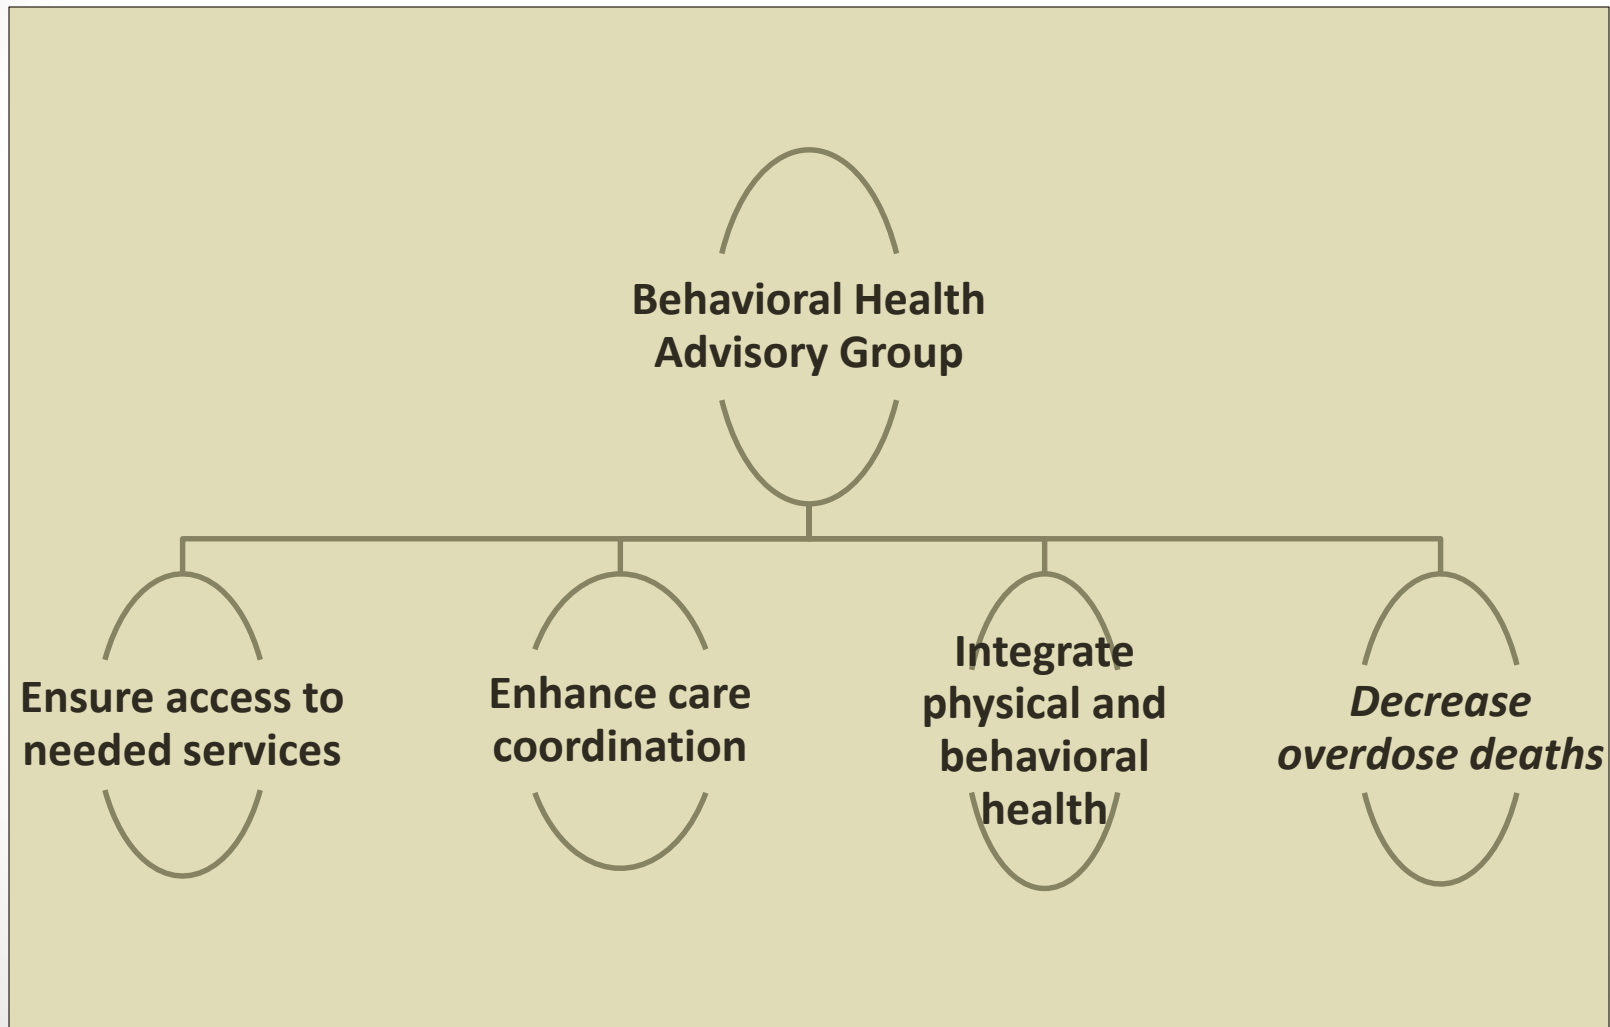 Behavioral Health
Advisory Group
Ensure access to
needed services
Enhance care
coordination
Integrate
physical and
behavioral
health
Decrease
overdose deaths